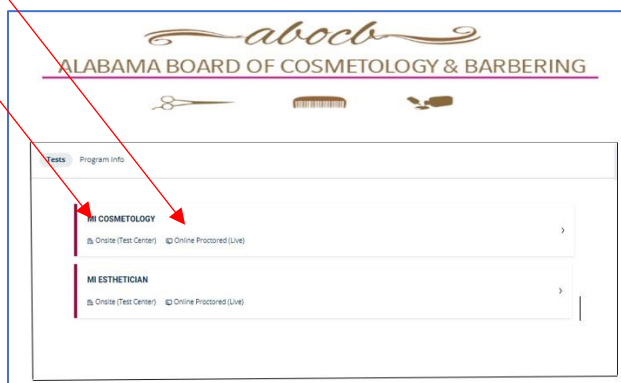 abocb
ALABAMA BOARD OF COSMETOLOGY & BARBERING
Tests Program Info
MI COSMETOLOGY
Onsite (Test Center) Online Proctored (Live)
MI ESTHETICIAN
Onsite (Test Center) Online Proctored (Live)